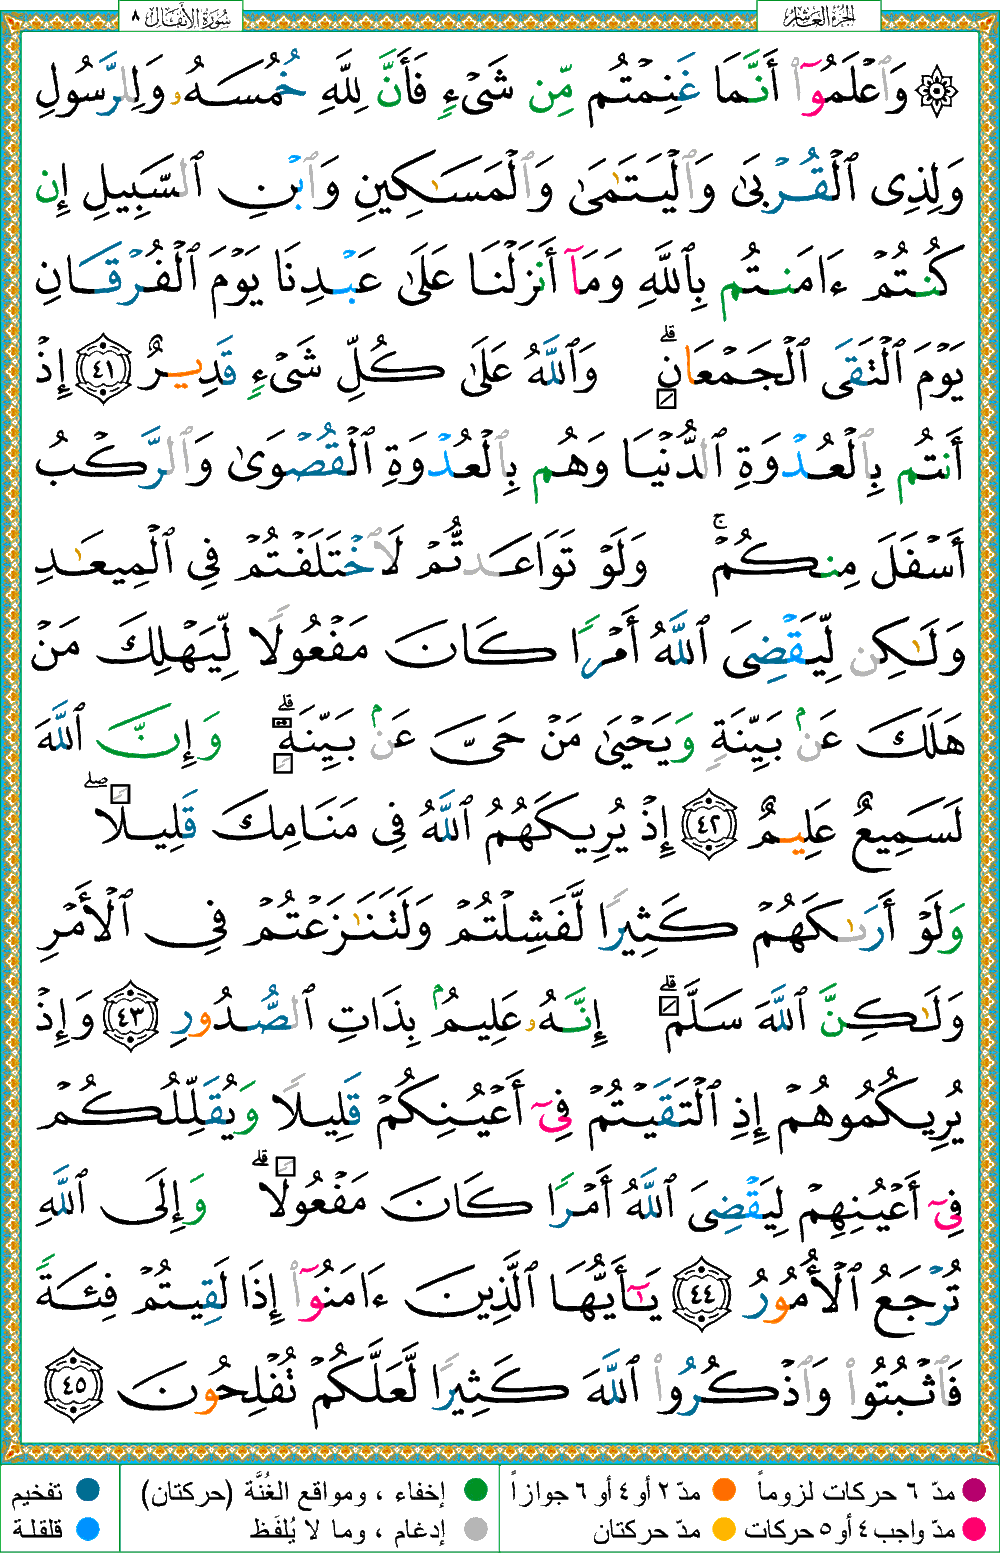 الجزء العاشر
سُورَةُ الأَنفَال ٨
۞ وَٱعۡلَمُوٓاْ أَنَّمَا غَنِمۡتُم مِّن شَيۡءٖ فَأَنَّ لِلَّهِ خُمُسَهُۥ وَلِلرَّسُولِ
وَلِذِي ٱلۡقُرۡبَىٰ وَٱلۡيَتَٰمَىٰ وَٱلۡمَسَٰكِينِ وَٱبۡنِ ٱلسَّبِيلِ إِن
كُنتُمۡ ءَامَنتُم بِٱللَّهِ وَمَآ أَنزَلۡنَا عَلَىٰ عَبۡدِنَا يَوۡمَ ٱلۡفُرۡقَانِ
يَوۡمَ ٱلۡتَقَى ٱلۡجَمۡعَانِۗ وَٱللَّهُ عَلَىٰ كُلِّ شَيۡءٖ قَدِيرٌ ٤١ إِذۡ
أَنتُم بِٱلۡعُدۡوَةِ ٱلدُّنۡيَا وَهُم بِٱلۡعُدۡوَةِ ٱلۡقُصۡوَىٰ وَٱلرَّكۡبُ
أَسۡفَلَ مِنكُمۡۚ وَلَوۡ تَوَاعَدتُّمۡ لَٱخۡتَلَفۡتُمۡ فِي ٱلۡمِيعَٰدِ
وَلَٰكِن لِّيَقۡضِيَ ٱللَّهُ أَمۡرٗا كَانَ مَفۡعُولٗا لِّيَهۡلِكَ مَنۡ
هَلَكَ عَنۢ بَيِّنَةٖ وَيَحۡيَىٰ مَنۡ حَيَّ عَنۢ بَيِّنَةٖۗ وَإِنَّ ٱللَّهَ
لَسَمِيعٌ عَلِيمٌ ٤٢ إِذۡ يُرِيكَهُمُ ٱللَّهُ فِي مَنَامِكَ قَلِيلٗاۖ
وَلَوۡ أَرَىٰكَهُمۡ كَثِيرٗا لَّفَشِلۡتُمۡ وَلَتَنَٰزَعۡتُمۡ فِي ٱلۡأَمۡرِ
وَلَٰكِنَّ ٱللَّهَ سَلَّمَۗ إِنَّهُۥ عَلِيمُۢ بِذَاتِ ٱلصُّدُورِ ٤٣ وَإِذۡ
يُرِيكُمُوهُمۡ إِذِ ٱلۡتَقَيۡتُمۡ فِيٓ أَعۡيُنِكُمۡ قَلِيلٗا وَيُقَلِّلُكُمۡ
فِيٓ أَعۡيُنِهِمۡ لِيَقۡضِيَ ٱللَّهُ أَمۡرٗا كَانَ مَفۡعُولٗاۗ وَإِلَى ٱللَّهِ
تُرۡجَعُ ٱلۡأُمُورُ ٤٤ يَٰٓأَيُّهَا ٱلَّذِينَ ءَامَنُوٓاْ إِذَا لَقِيتُمۡ فِئَةٗ
فَٱثۡبُتُواْ وَٱذۡكُرُواْ ٱللَّهَ كَثِيرٗا لَّعَلَّكُمۡ تُفۡلِحُونَ ٤٥
مدّ ٦ حركات لزوماً
مدّ ٢ أو ٤ أو ٦ جوازاً
إخفاء ، ومواقع الغُنَّة (حركتان)
تفخيم
مدّ واجب ٤ أو ٥ حركات
مدّ حركتان
إدغام ، وما لا يُلفَظ
قلقلة